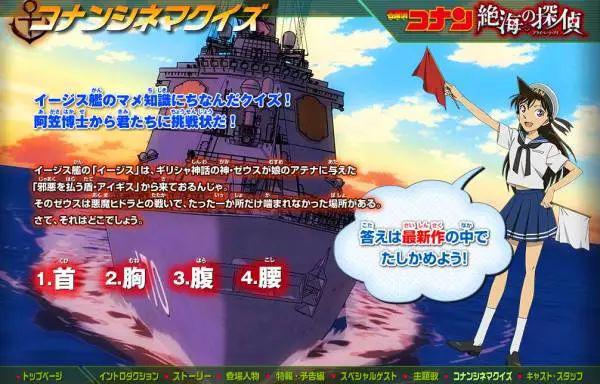 コナンシネマクイズ
名探偵コナン 絶海の探偵
プライベート・アイ
イージス艦のマメ知識にちなんだクイズ！
阿笠博士から君たちに挑戦状だ！
イージス艦の「イージス」は、ギリシャ神話の神・ゼウスが娘のアテナに与えた
「邪悪を払う盾・アイギス」から来ておるんじゃ。
そのゼウスは悪魔ヒドラとの戦いで、たった一か所だけ噛まれなかった場所がある。
さて、それはどこでしょう。
1.首 2.胸 3.腹 4.腰
答えは最新作の中で
たしかめよう！
トップページ イントロダクション ストーリー 登場人物 特報・予告編 スペシャルゲスト 主題歌 コナンシネマクイズ キャスト・スタッフ